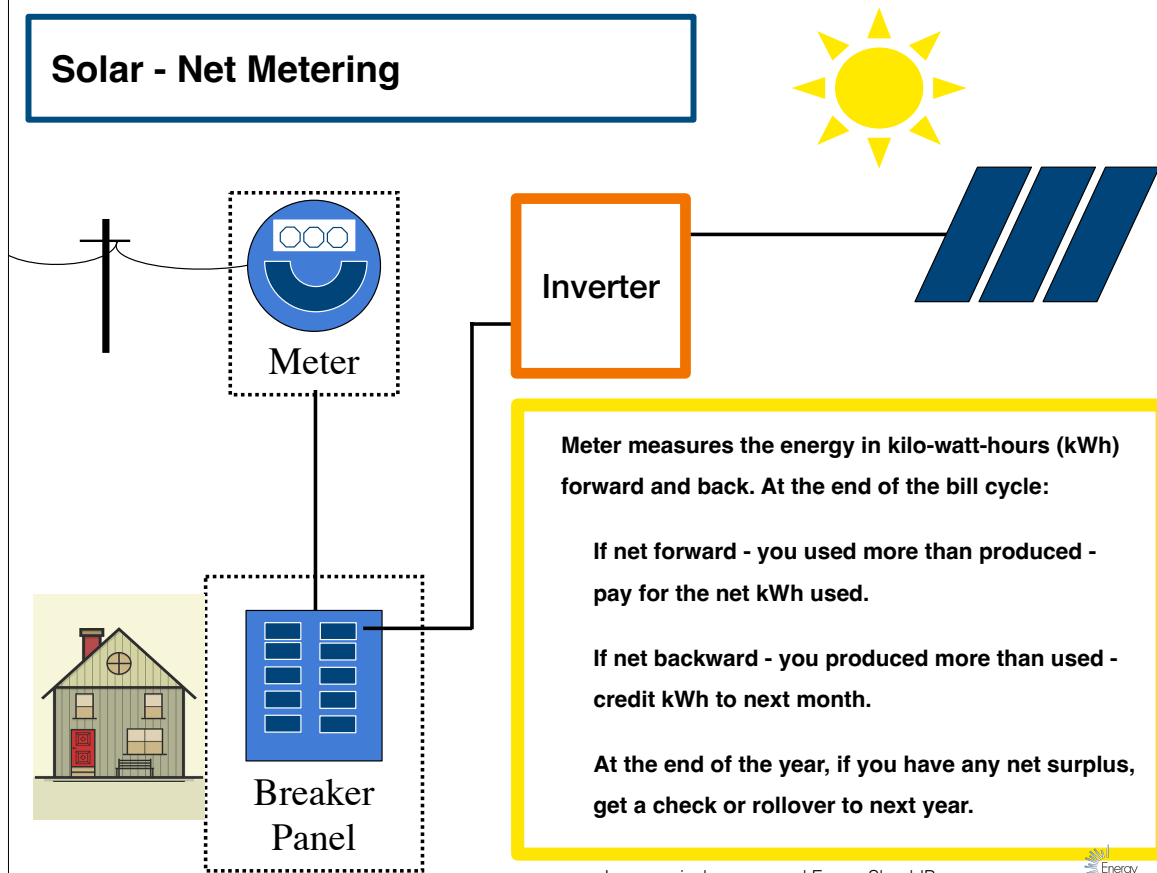 Solar - Net Metering
Inverter
Meter
Meter measures the energy in kilo-watt-hours (kWh)
forward and back. At the end of the bill cycle:
If net forward - you used more than produced -
pay for the net kWh used.
If net backward - you produced more than used -
credit kWh to next month.
At the end of the year, if you have any net surplus,
get a check or rollover to next year.
Breaker
Panel
Energy